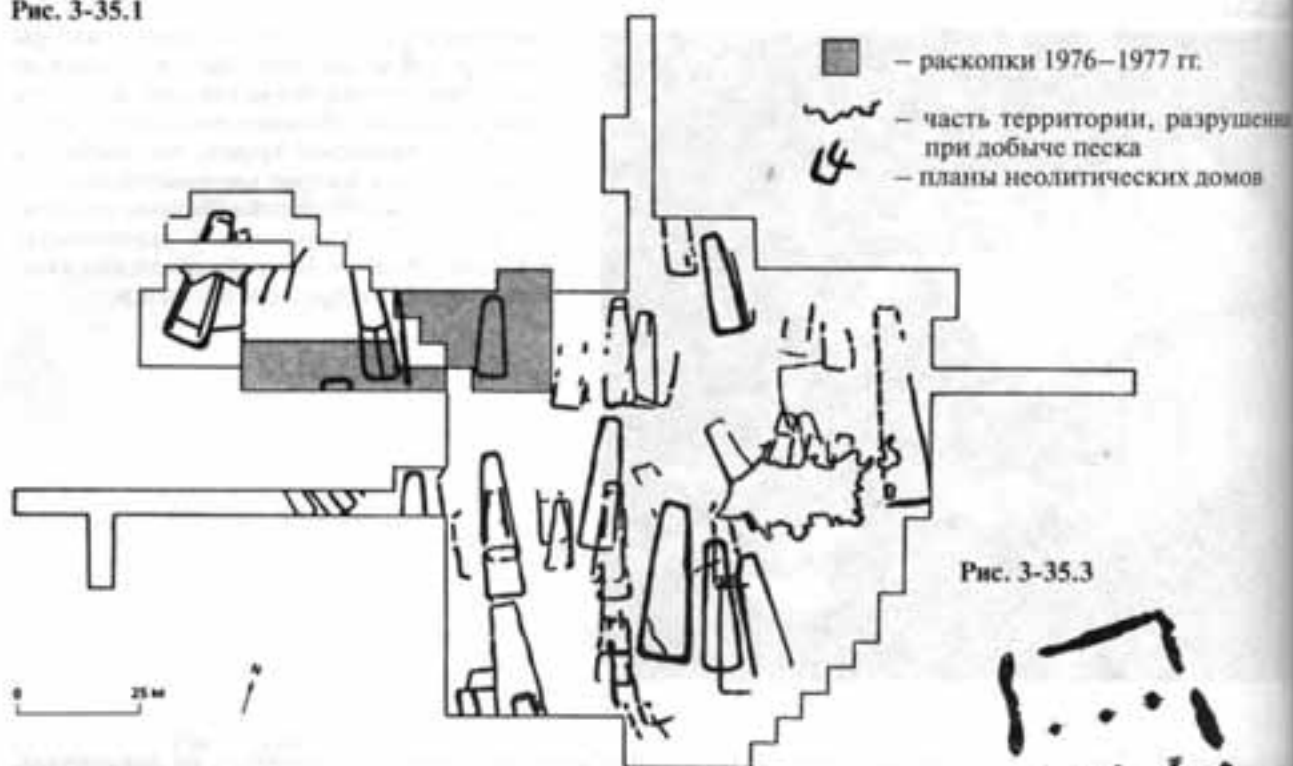 Рис. 3-35.1
– раскопки 1976–1977 гг.
– часть территории, разрушенна
при добыче песка
– планы неолитических домов
Рис. 3-35.3
0 25 м
N